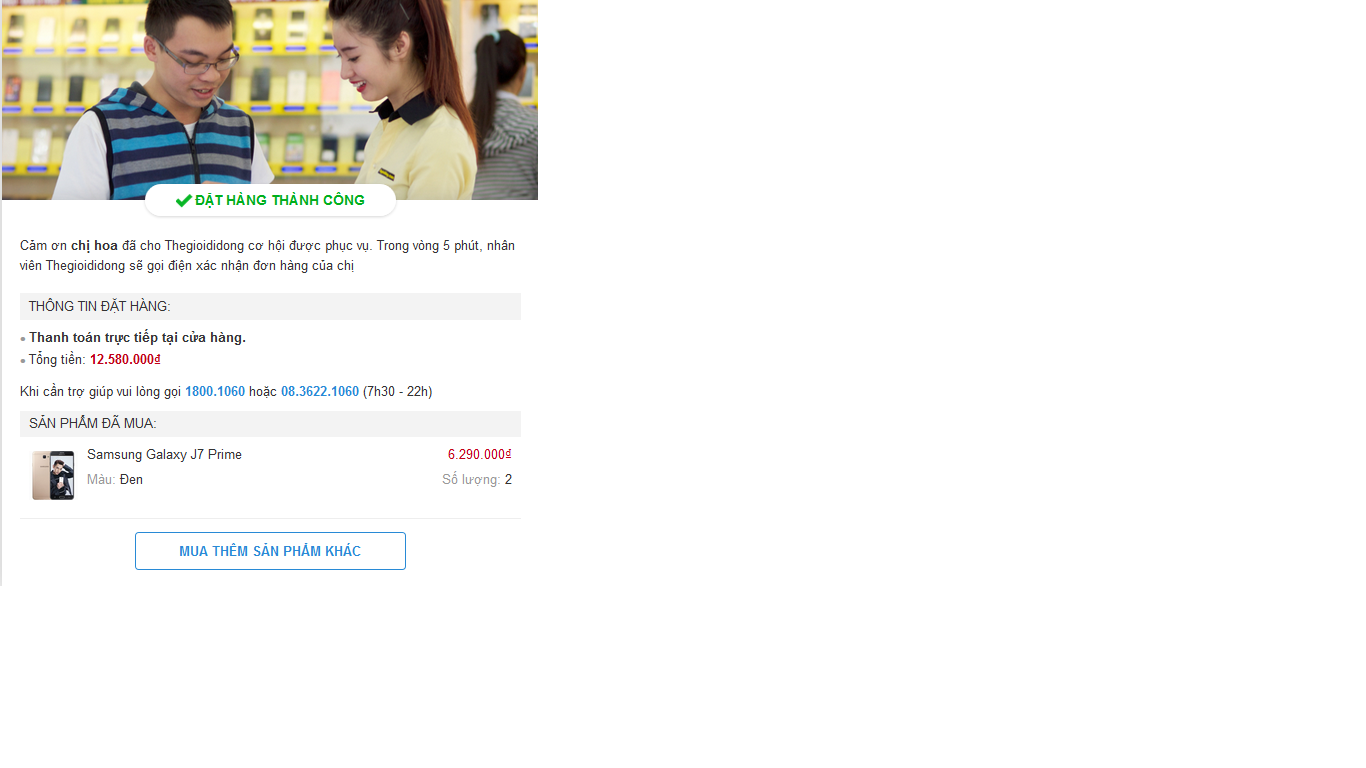 ĐẶT HÀNG THÀNH CÔNG
Cảm ơn chị hoa đã cho Thegioididong cơ hội được phục vụ. Trong vòng 5 phút, nhân
viên Thegioididong sẽ gọi điện xác nhận đơn hàng của chị
THÔNG TIN ĐẶT HÀNG:
Thanh toán trực tiếp tại cửa hàng.
Tổng tiền: 12.580.000₫
Khi cần trợ giúp vui lòng gọi 1800.1060 hoặc 08.3622.1060 (7h30 - 22h)
SẢN PHẨM ĐÃ MUA:
Samsung Galaxy J7 Prime 6.290.000₫
Màu: Đen Số lượng: 2
MUA THÊM SẢN PHẨM KHÁC